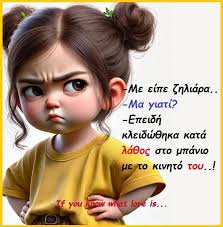 -Με είπε ζηλιάρα..
-Μα γιατί?
-Επειδή
κλειδώθηκα κατά
λάθος στο μπάνιο
με το κινητό του..!
If you know what love is...